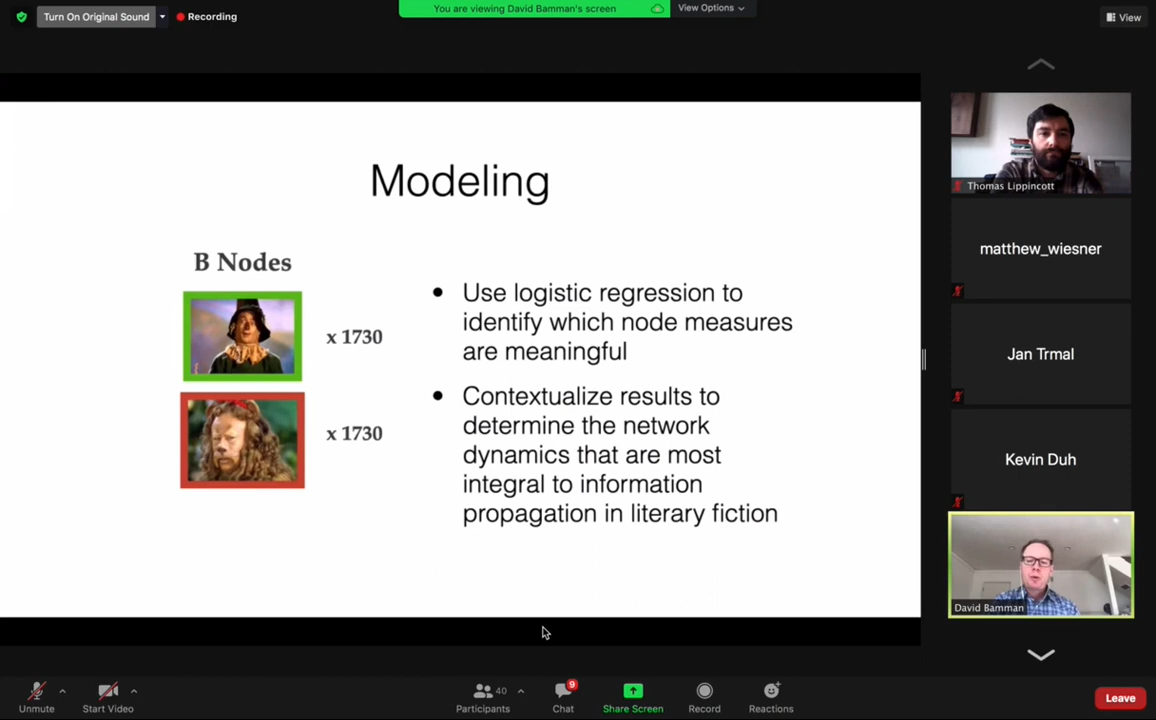 Turn On Original Sound
Recording
You are viewing David Bamman's screen
View Options
View
Modeling
B Nodes
x 1730
x 1730
• Use logistic regression to
identify which node measures
are meaningful
• Contextualize results to
determine the network
dynamics that are most
integral to information
propagation in literary fiction
Thomas Lippincott
matthew_wiesner
Jan Trmal
Kevin Duh
David Bamman
Unmute
Start Video
40
Participants
9
Chat
Share Screen
Record
Reactions
Leave